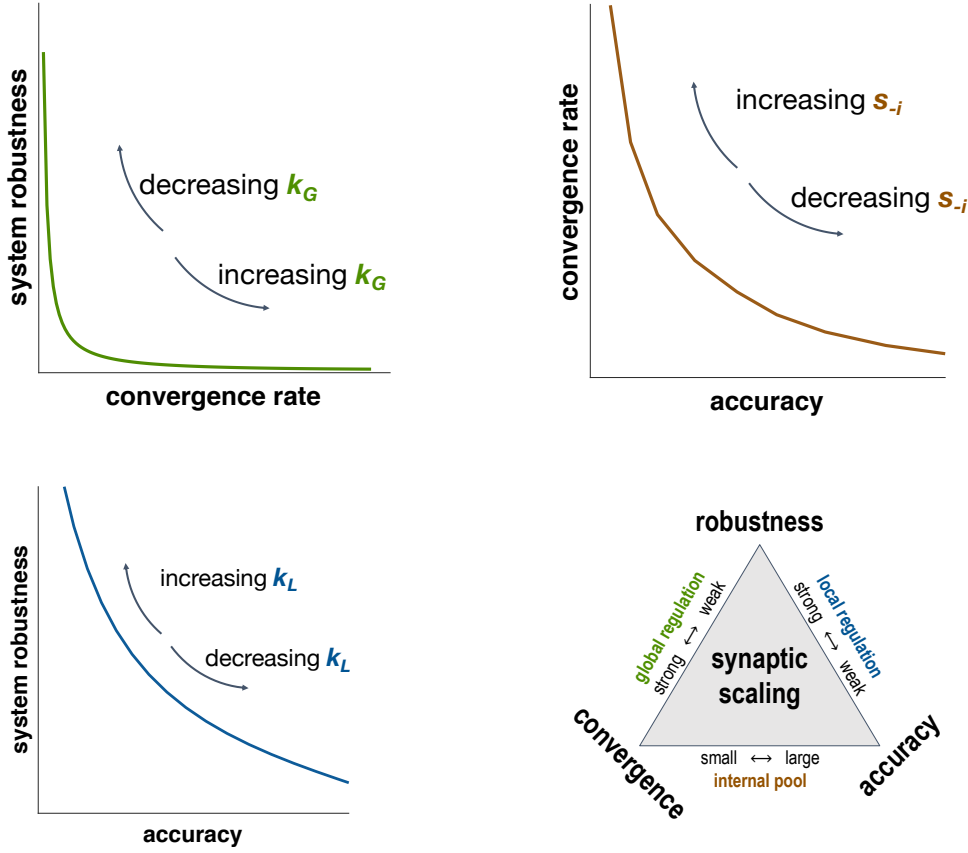 system robustness
decreasing k_G
increasing k_G
convergence rate
convergence rate
increasing s_-i
decreasing s_-i
accuracy
system robustness
increasing k_L
decreasing k_L
accuracy
robustness
global regulation
strong ↔ weak
local regulation
strong ↔ weak
synaptic
scaling
convergence
accuracy
small ↔ large
internal pool